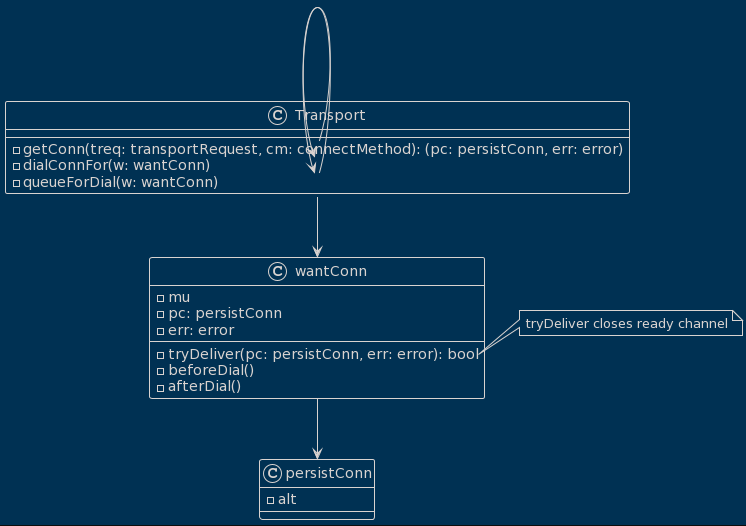 C Transport
getConn(treq: transportRequest, cm: connectMethod): (pc: persistConn, err: error)
dialConnFor(w: wantConn)
queueForDial(w: wantConn)
C wantConn
mu
pc: persistConn
err: error
tryDeliver(pc: persistConn, err: error): bool
beforeDial()
afterDial()
tryDeliver closes ready channel
C persistConn
alt